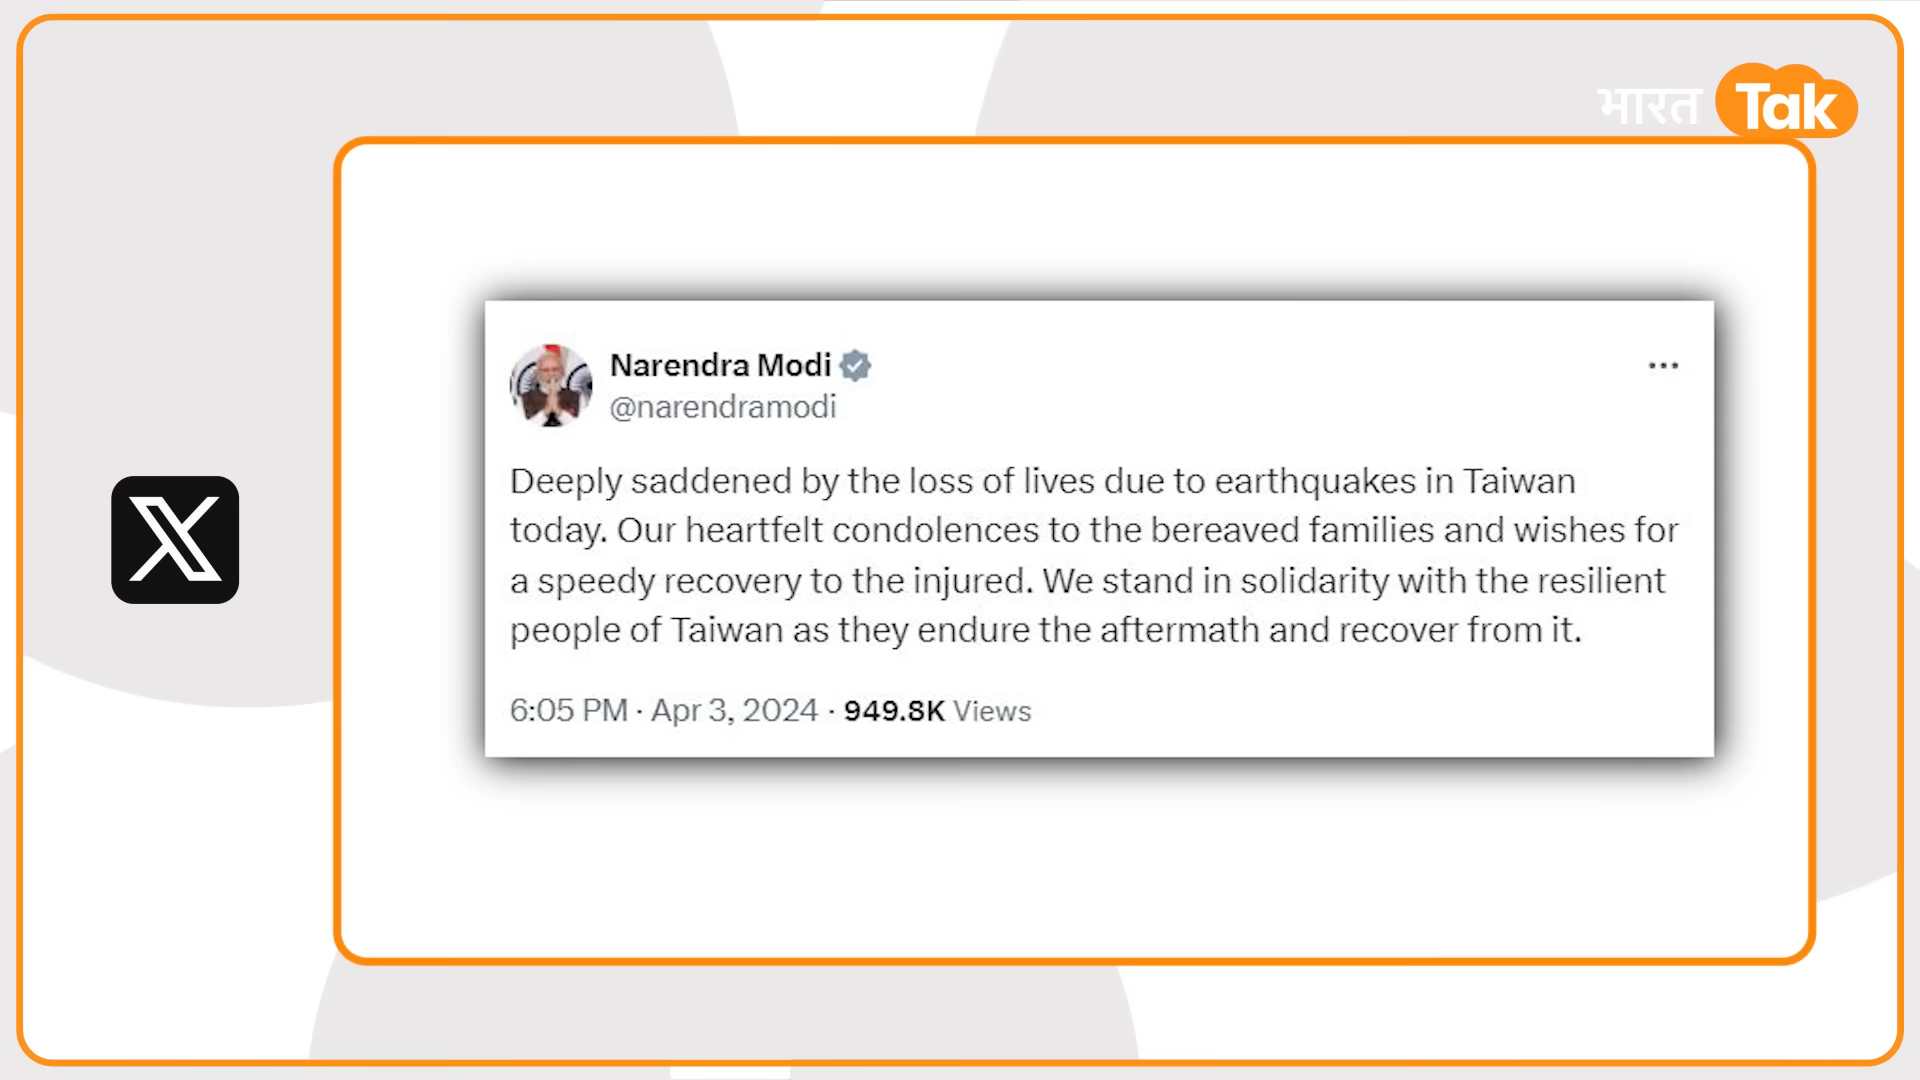 भारत Tak
Narendra Modi
@narendramodi
Deeply saddened by the loss of lives due to earthquakes in Taiwan
today. Our heartfelt condolences to the bereaved families and wishes for
a speedy recovery to the injured. We stand in solidarity with the resilient
people of Taiwan as they endure the aftermath and recover from it.
6:05 PM · Apr 3, 2024 · 949.8K Views